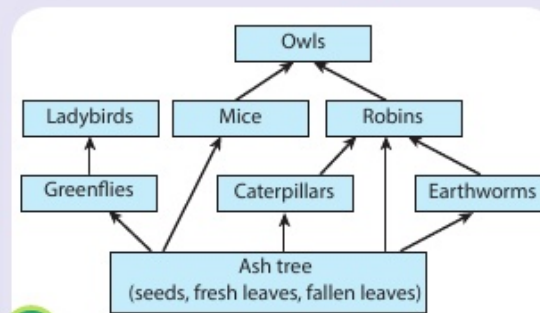 Owls
Ladybirds
Mice
Robins
Greenflies
Caterpillars
Earthworms
Ash tree
(seeds, fresh leaves, fallen leaves)